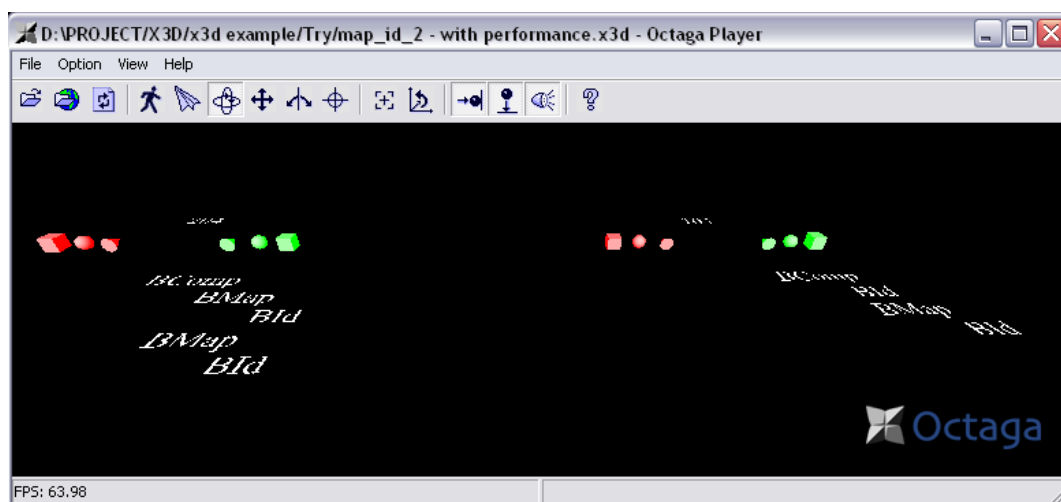 D:\PROJECT/X3D/x3d example/Try/map_id_2 - with performance.x3d - Octaga Player
File Option View Help
BComp
BMap
BId
BMap
BId
BComp
BId
BMap
BId
Octaga
FPS: 63.98